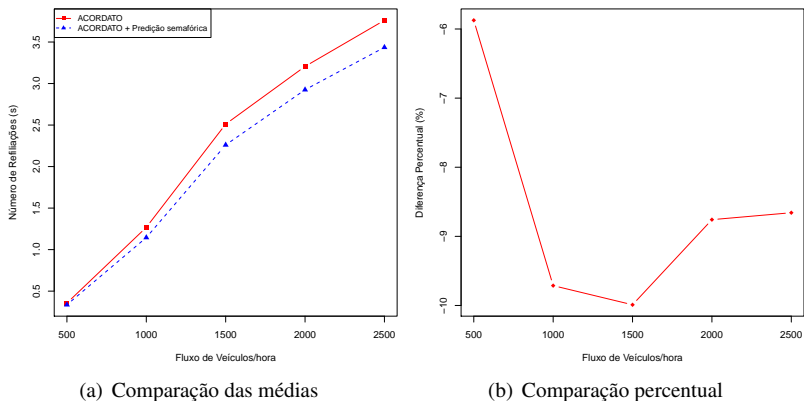 ACORDATO
ACORDATO + Predição semafórica
Número de Refiliações (s)
3.5
3.0
2.5
2.0
1.5
1.0
0.5
500 1000 1500 2000 2500
Fluxo de Veículos/hora
(a) Comparação das médias
Diferença Percentual (%)
−6
−7
−8
−9
−10
500 1000 1500 2000 2500
Fluxo de Veículos/hora
(b) Comparação percentual